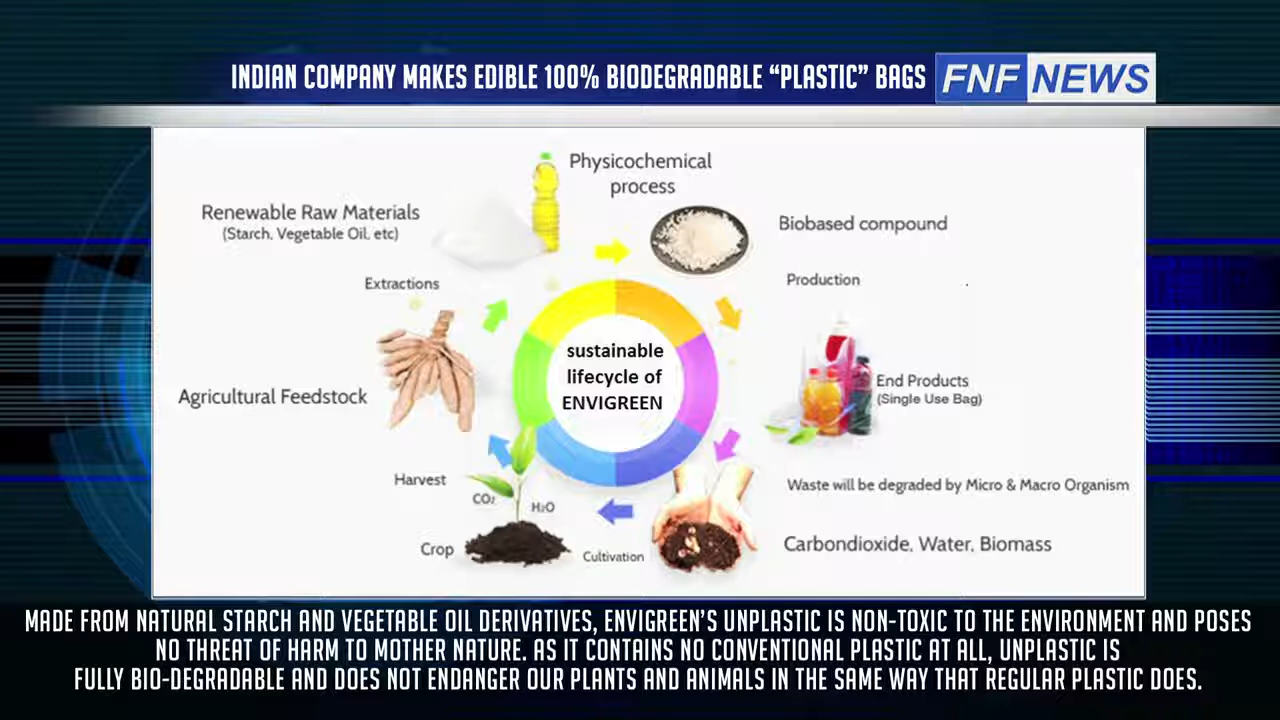 INDIAN COMPANY MAKES EDIBLE 100% BIODEGRADABLE “PLASTIC” BAGS
FNF NEWS
Physicochemical
process
Renewable Raw Materials
(Starch, Vegetable Oil, etc)
Biobased compound
Extractions
Production
sustainable
lifecycle of
ENVIGREEN
Agricultural Feedstock
End Products
(Single Use Bag)
Harvest
CO₂
H₂O
Waste will be degraded by Micro & Macro Organism
Crop
Cultivation
Carbondioxide, Water, Biomass
MADE FROM NATURAL STARCH AND VEGETABLE OIL DERIVATIVES, ENVIGREEN’S UNPLASTIC IS NON-TOXIC TO THE ENVIRONMENT AND POSES
NO THREAT OF HARM TO MOTHER NATURE. AS IT CONTAINS NO CONVENTIONAL PLASTIC AT ALL, UNPLASTIC IS
FULLY BIO-DEGRADABLE AND DOES NOT ENDANGER OUR PLANTS AND ANIMALS IN THE SAME WAY THAT REGULAR PLASTIC DOES.